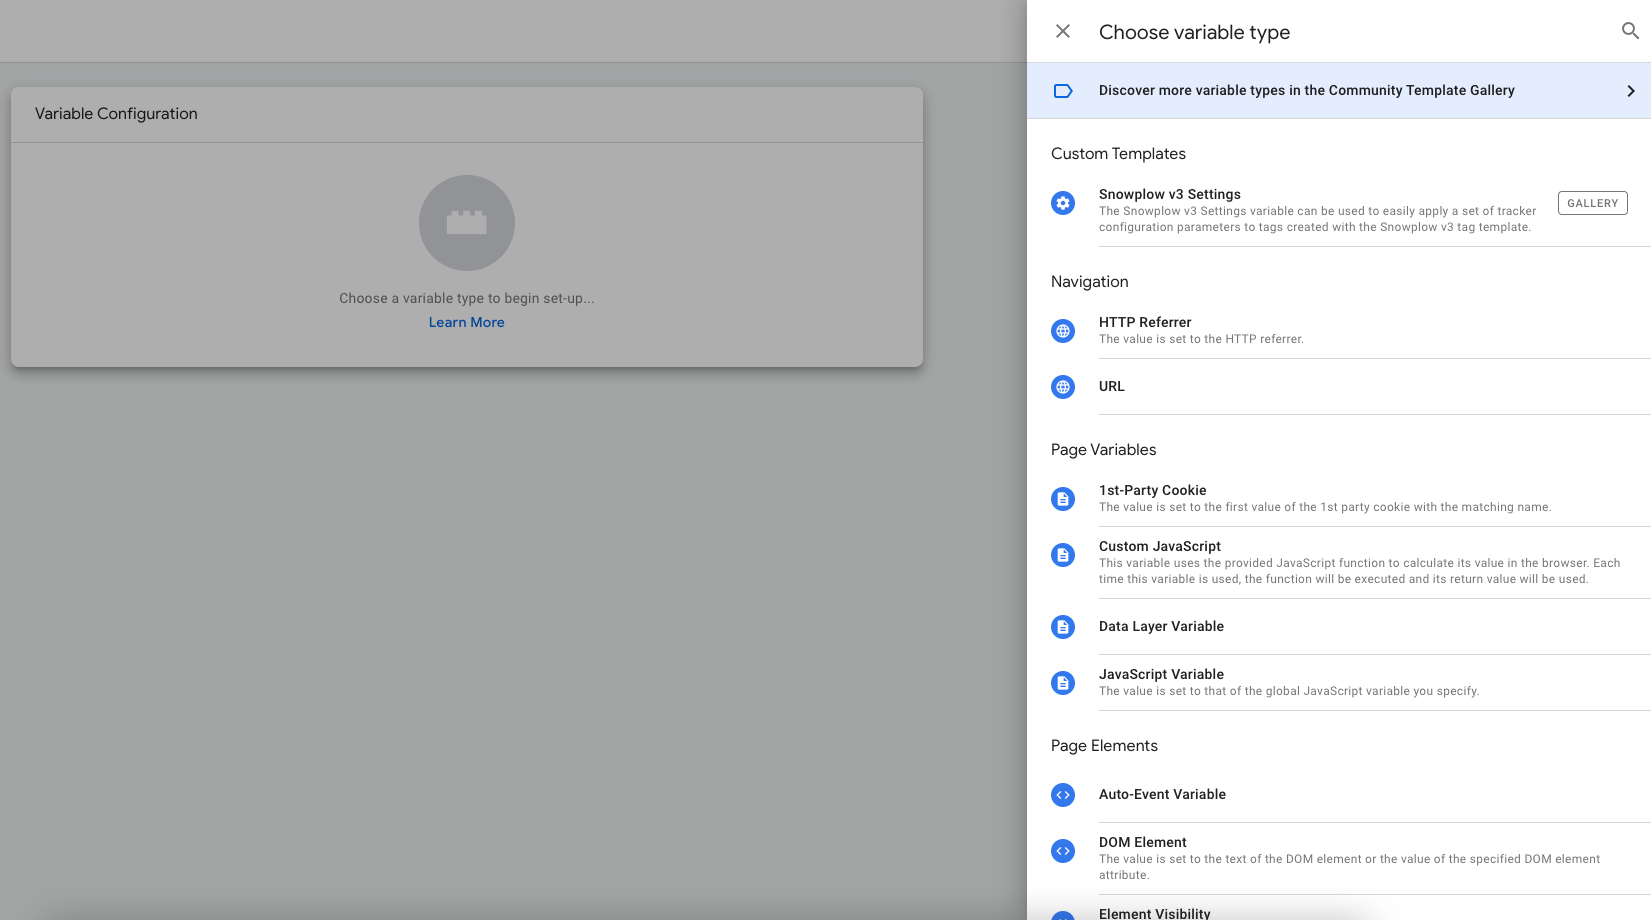 Choose variable type
Discover more variable types in the Community Template Gallery
Variable Configuration
Choose a variable type to begin set-up...
Learn More
Custom Templates
Snowplow v3 Settings
The Snowplow v3 Settings variable can be used to easily apply a set of tracker
configuration parameters to tags created with the Snowplow v3 tag template.
GALLERY
Navigation
HTTP Referrer
The value is set to the HTTP referrer.
URL
Page Variables
1st-Party Cookie
The value is set to the first value of the 1st party cookie with the matching name.
Custom JavaScript
This variable uses the provided JavaScript function to calculate its value in the browser. Each
time this variable is used, the function will be executed and its return value will be used.
Data Layer Variable
JavaScript Variable
The value is set to that of the global JavaScript variable you specify.
Page Elements
Auto-Event Variable
DOM Element
The value is set to the text of the DOM element or the value of the specified DOM element
attribute.
Element Visibility